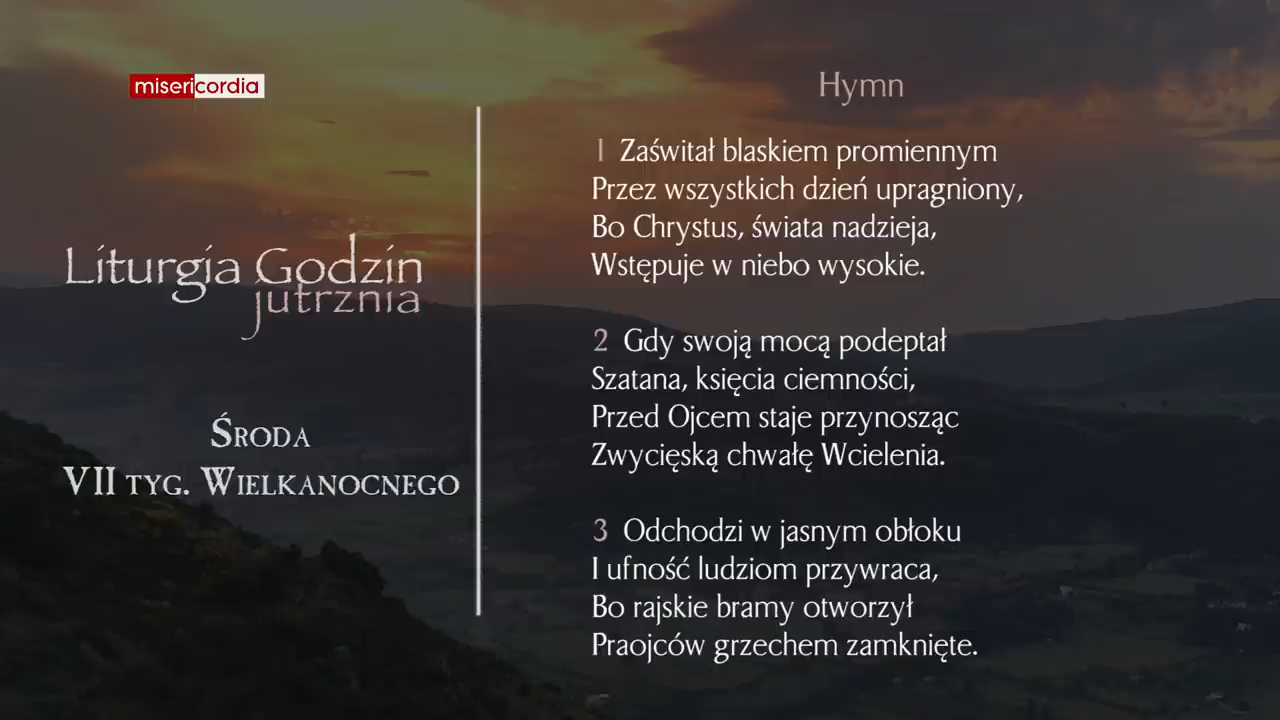 misericordia
Liturgia Godzin
jutrznia
Środa
VII tyg. Wielkanocnego
Hymn
1 Zaświtał blaskiem promiennym
Przez wszystkich dzień upragniony,
Bo Chrystus, świata nadzieja,
Wstępuje w niebo wysokie.
2 Gdy swoją mocą podeptał
Szatana, księcia ciemności,
Przed Ojcem staje przynosząc
Zwycięską chwałę Wcielenia.
3 Odchodzi w jasnym obłoku
I ufność ludziom przywraca,
Bo rajskie bramy otworzył
Praojców grzechem zamknięte.